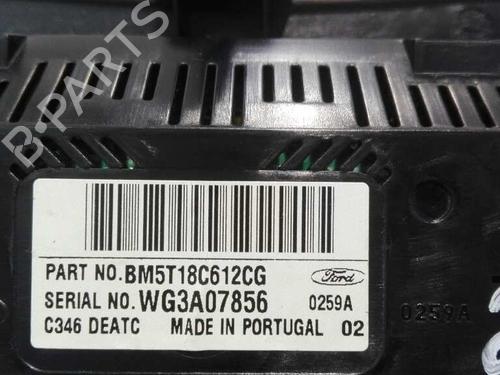 B-PARTS
PART NO.BM5T18C612CG
Ford
SERIAL NO.WG3A07856
0259A
C346 DEATC MADE IN PORTUGAL 02
0259A